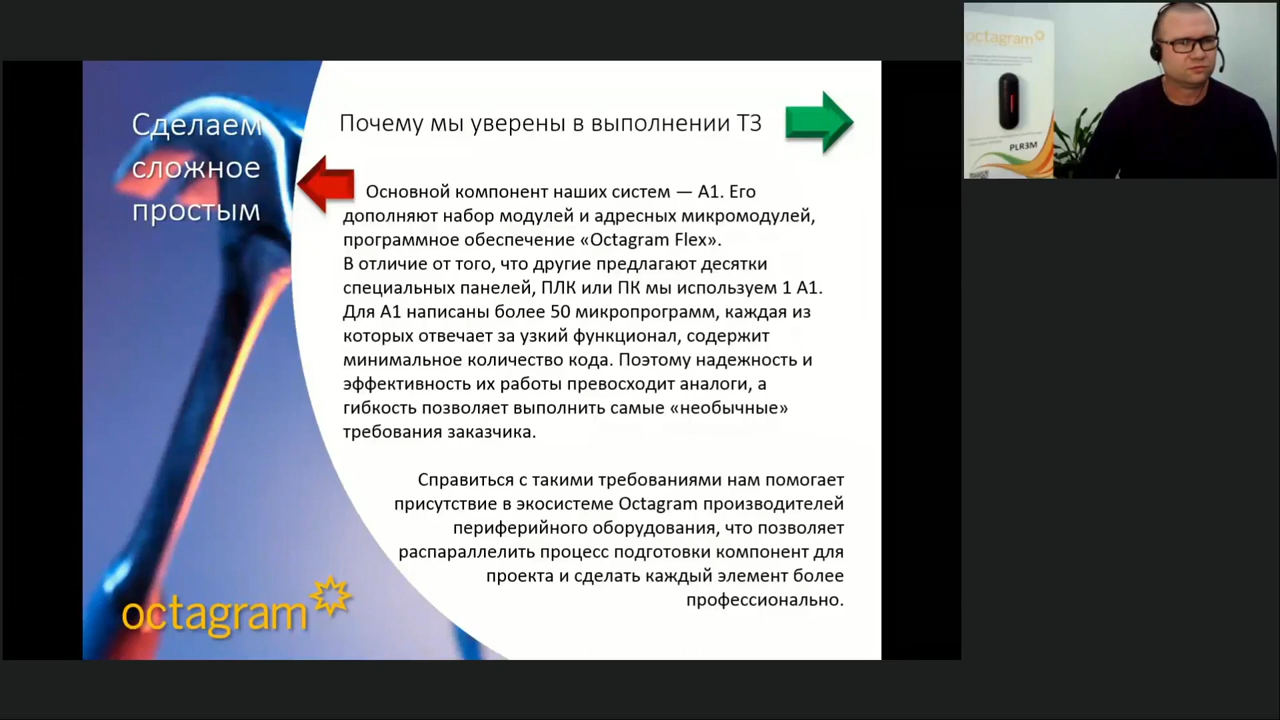 Сделаем
сложное
простым
Почему мы уверены в выполнении ТЗ
Основной компонент наших систем — А1. Его
дополняют набор модулей и адресных микромодулей,
программное обеспечение «Octagram Flex».
В отличие от того, что другие предлагают десятки
специальных панелей, ПЛК или ПК мы используем 1 А1.
Для А1 написаны более 50 микропрограмм, каждая из
которых отвечает за узкий функционал, содержит
минимальное количество кода. Поэтому надежность и
эффективность их работы превосходит аналоги, а
гибкость позволяет выполнить самые «необычные»
требования заказчика.
Справиться с такими требованиями нам помогает
присутствие в экосистеме Octagram производителей
периферийного оборудования, что позволяет
распараллелить процесс подготовки компонент для
проекта и сделать каждый элемент более
профессионально.
octagram
octagram
PLR3M